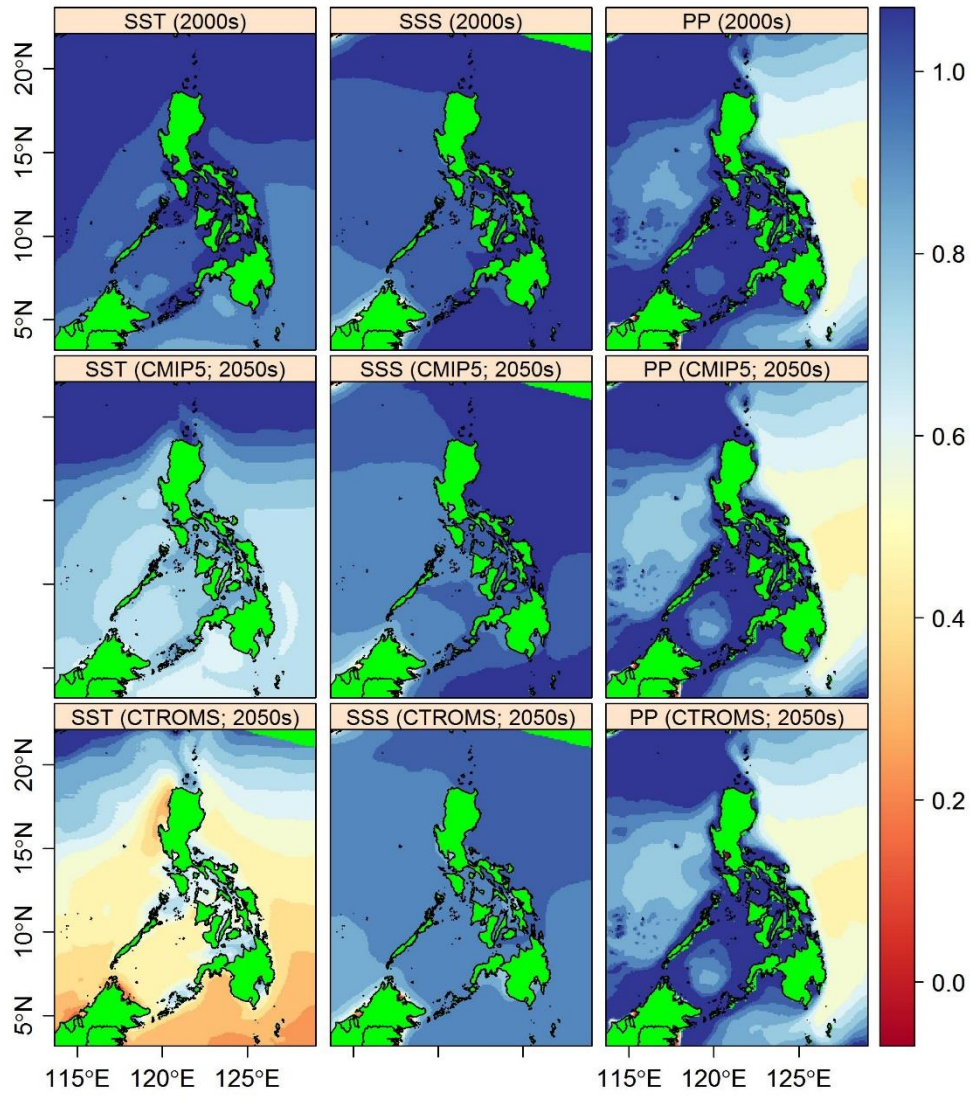 SST (2000s) SSS (2000s) PP (2000s)
20°N
15°N
10°N
5°N
SST (CMIP5; 2050s) SSS (CMIP5; 2050s) PP (CMIP5; 2050s)
SST (CTROMS; 2050s) SSS (CTROMS; 2050s) PP (CTROMS; 2050s)
20°N
15°N
10°N
5°N
115°E 120°E 125°E 115°E 120°E 125°E
1.0
0.8
0.6
0.4
0.2
0.0